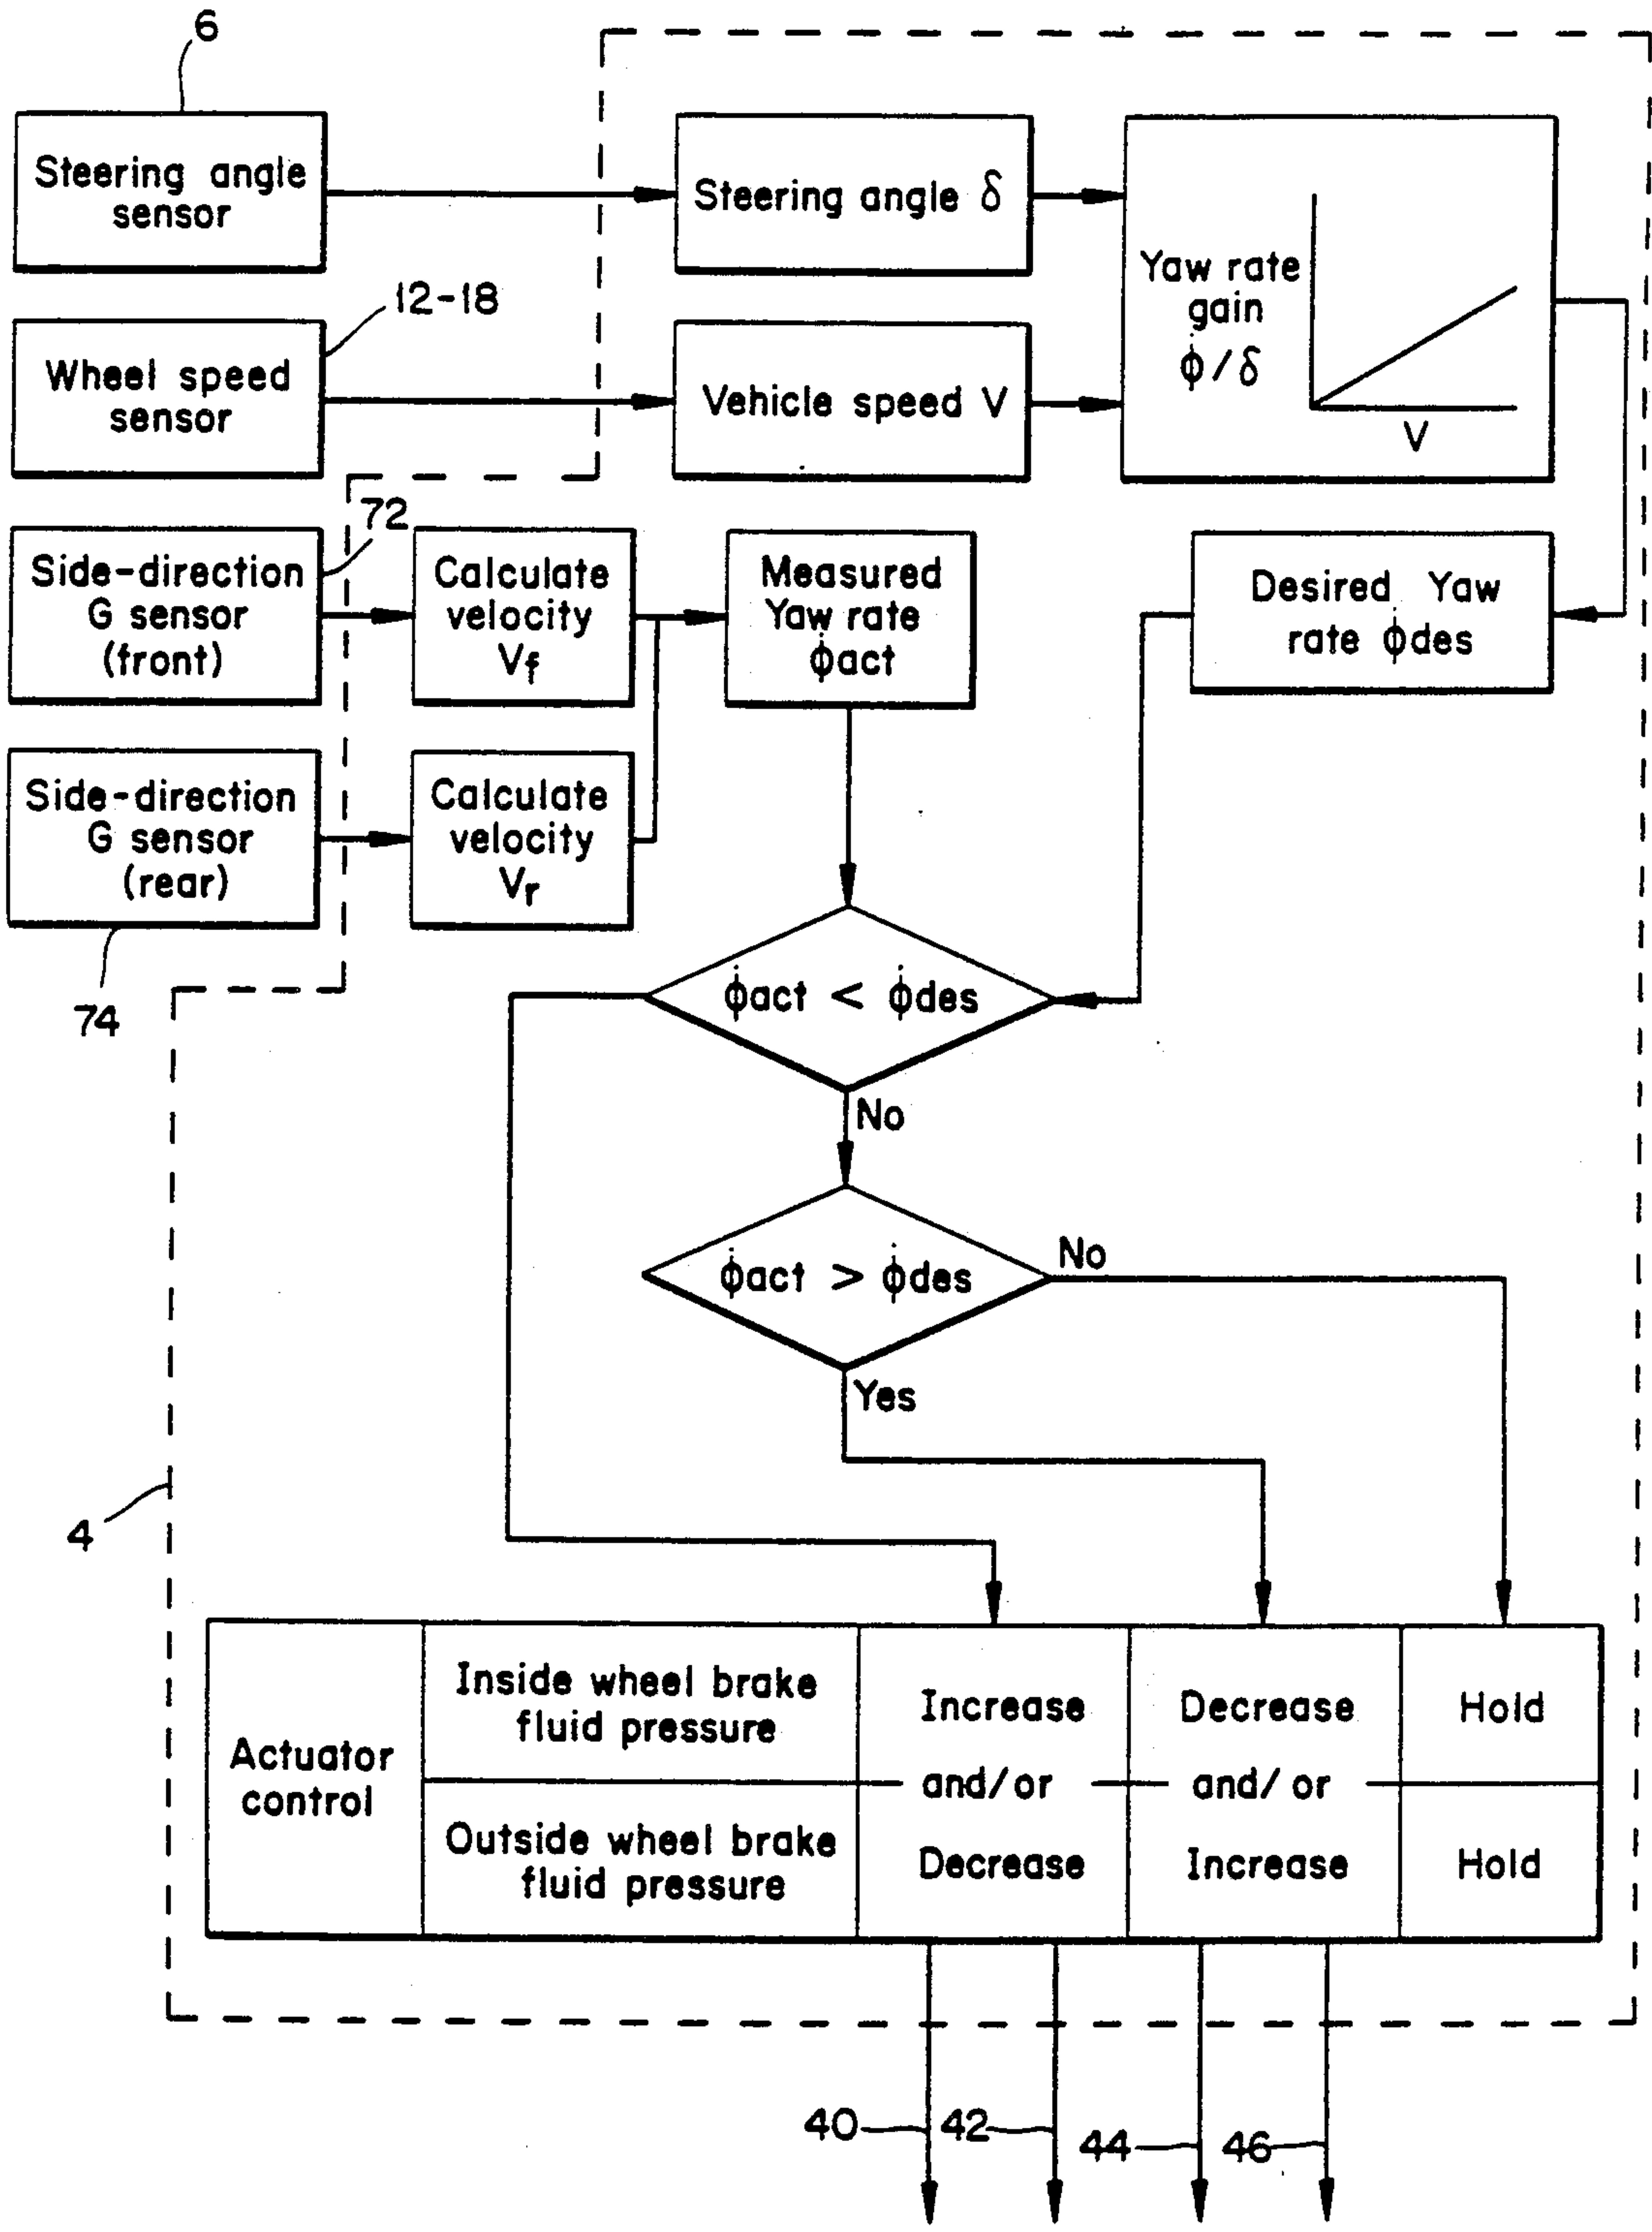 6
Steering angle
sensor
Steering angle δ
Yaw rate
gain
φ̇/δ
V
12-18
Wheel speed
sensor
Vehicle speed V
72
Side-direction
G sensor
(front)
Calculate
velocity
Vf
Measured
Yaw rate
φ̇act
Desired Yaw
rate φ̇des
Side-direction
G sensor
(rear)
Calculate
velocity
Vr
74
φ̇act < φ̇des
No
φ̇act > φ̇des
No
Yes
4
Actuator
control
Inside wheel brake
fluid pressure
Increase
Decrease
Hold
and/or
and/or
Outside wheel brake
fluid pressure
Decrease
Increase
Hold
40
42
44
46